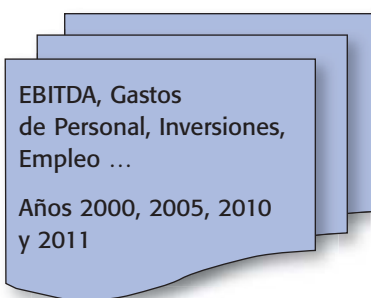 EBITDA, Gastos
de Personal, Inversiones,
Empleo …
Años 2000, 2005, 2010
y 2011